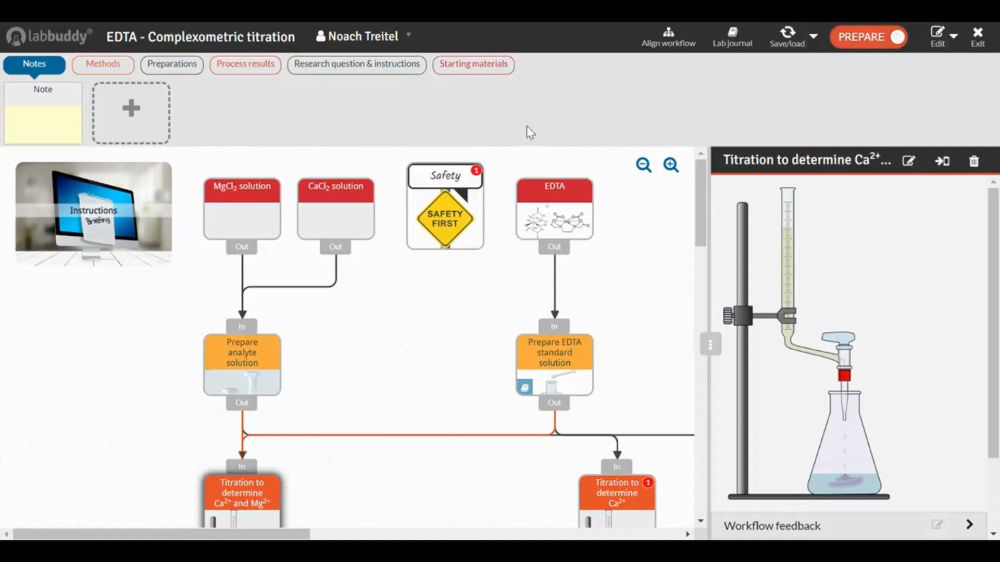 labbuddy®
EDTA - Complexometric titration
Noach Treitel
Align workflow
Lab journal
Save/load
PREPARE
Edit
Exit
Notes
Methods
Preparations
Process results
Research question & instructions
Starting materials
Note
Instructions
Briefing
MgCl₂ solution
Out
CaCl₂ solution
Out
Safety
1
SAFETY
FIRST
EDTA
Out
In
Prepare
analyte
solution
Out
In
Prepare EDTA
standard
solution
Out
In
Titration to
determine
Ca²⁺ and Mg²⁺
In
Titration to
1
determine
Ca²⁺
Titration to determine Ca²⁺...
Workflow feedback